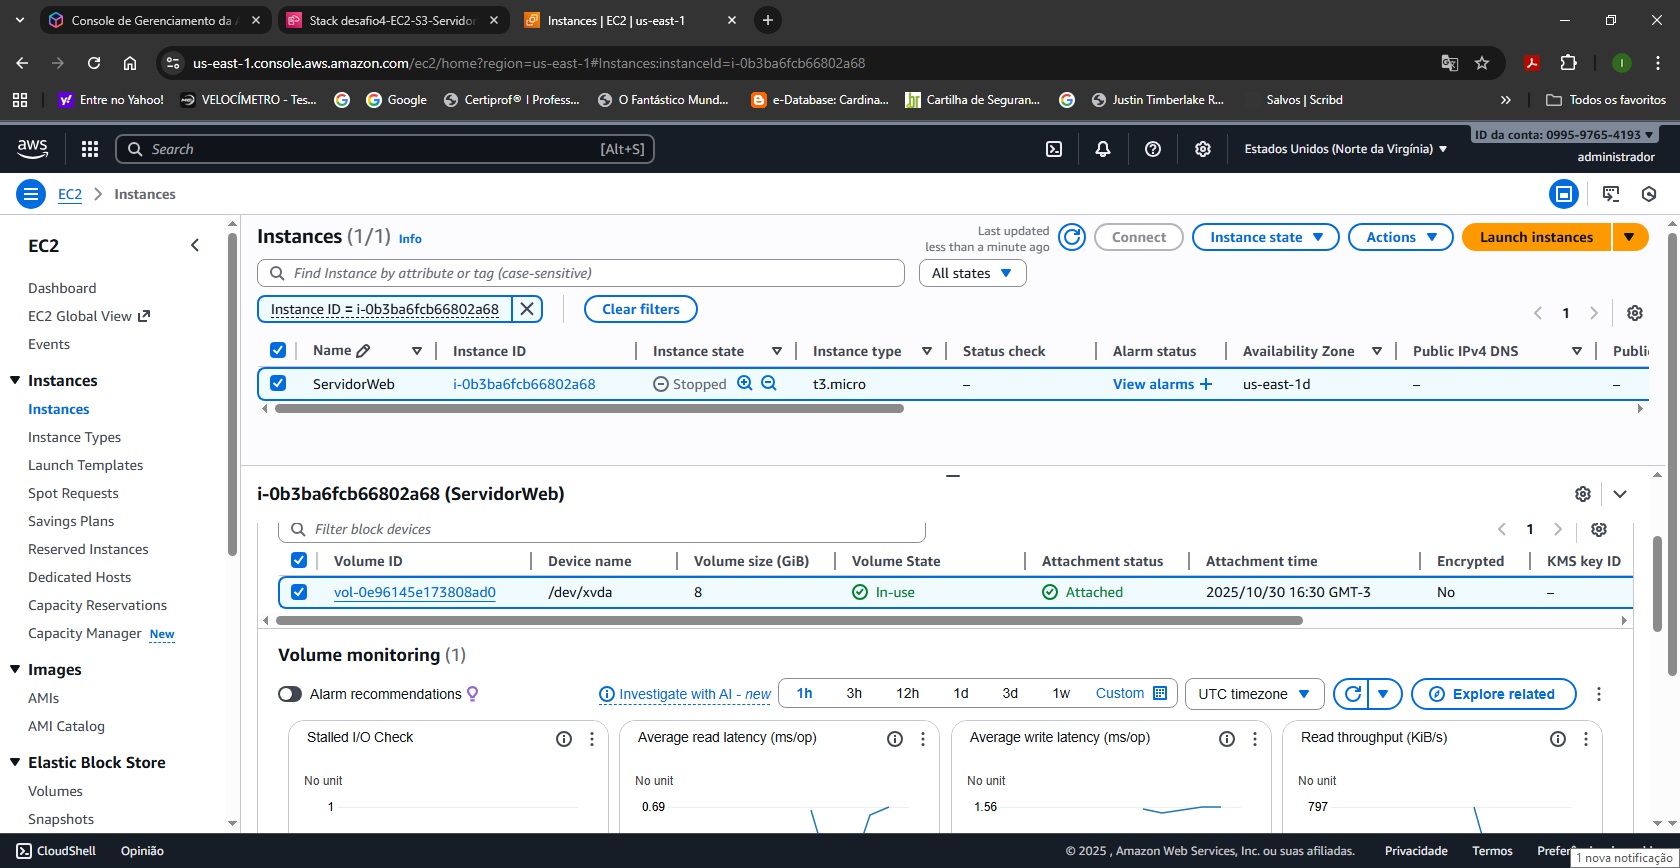 Console de Gerenciamento da
Stack desafio4-EC2-S3-Servidor
Instances | EC2 | us-east-1
us-east-1.console.aws.amazon.com/ec2/home?region=us-east-1#Instances:instanceId=i-0b3ba6fcb66802a68
Entre no Yahoo!
VELOCÍMETRO - Tes...
Google
Certiprof® I Profess...
O Fantástico Mund...
e-Database: Cardina...
Cartilha de Seguran...
Justin Timberlake R...
Salvos | Scribd
Todos os favoritos
aws
Search
[Alt+S]
Estados Unidos (Norte da Virgínia)
ID da conta: 0995-9765-4193
administrador
EC2
Instances
EC2
Dashboard
EC2 Global View
Events
Instances
Instances
Instance Types
Launch Templates
Spot Requests
Savings Plans
Reserved Instances
Dedicated Hosts
Capacity Reservations
Capacity Manager New
Images
AMIs
AMI Catalog
Elastic Block Store
Volumes
Snapshots
Instances (1/1) Info
Last updated
less than a minute ago
Connect
Instance state
Actions
Launch instances
Find Instance by attribute or tag (case-sensitive)
All states
Instance ID = i-0b3ba6fcb66802a68
Clear filters
1
Name Instance ID Instance state Instance type Status check Alarm status Availability Zone Public IPv4 DNS Publi
ServidorWeb i-0b3ba6fcb66802a68 Stopped t3.micro – View alarms + us-east-1d – –
i-0b3ba6fcb66802a68 (ServidorWeb)
Filter block devices
1
Volume ID Device name Volume size (GiB) Volume State Attachment status Attachment time Encrypted KMS key ID
vol-0e96145e173808ad0 /dev/xvda 8 In-use Attached 2025/10/30 16:30 GMT-3 No –
Volume monitoring (1)
Alarm recommendations
Investigate with AI - new
1h 3h 12h 1d 3d 1w Custom
UTC timezone
Explore related
Stalled I/O Check
No unit
1
Average read latency (ms/op)
No unit
0.69
Average write latency (ms/op)
No unit
1.56
Read throughput (KiB/s)
No unit
797
CloudShell
Opinião
© 2025 , Amazon Web Services, Inc. ou suas afiliadas.
Privacidade
Termos
1 nova notificação